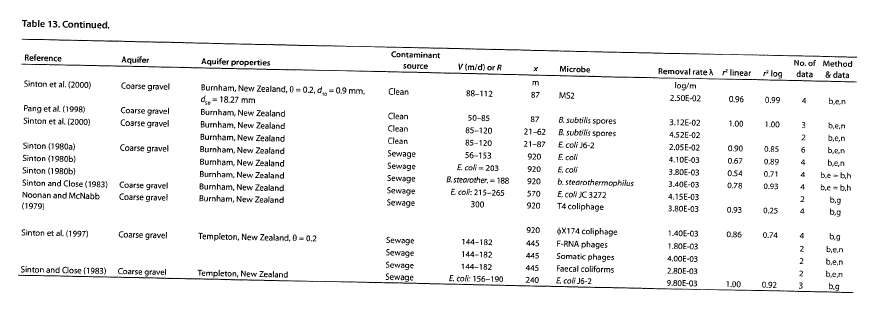 Table 13. Continued.
Reference Aquifer Aquifer properties Contaminant source V (m/d) or R x Microbe Removal rate λ r² linear r² log No. of data Method & data
m log/m
Sinton et al. (2000) Coarse gravel Burnham, New Zealand, θ = 0.2, d₁₀ = 0.9 mm, Clean 88–112 87 MS2 2.50E-02 0.96 0.99 4 b,e,n
d₅₀ = 18.27 mm
Pang et al. (1998) Coarse gravel Burnham, New Zealand Clean 50–85 87 B. subtilis spores 3.12E-02 1.00 1.00 3 b,e,n
Sinton et al. (2000) Coarse gravel Burnham, New Zealand Clean 85–120 21–62 B. subtilis spores 4.52E-02 2 b,e,n
Burnham, New Zealand Clean 85–120 21–87 E. coli J6-2 2.05E-02 0.90 0.85 6 b,e,n
Sinton (1980a) Coarse gravel Burnham, New Zealand Sewage 56–153 920 E. coli 4.10E-03 0.67 0.89 4 b,e,n
Sinton (1980b) Burnham, New Zealand Sewage E. coli = 203 920 E. coli 3.80E-03 0.54 0.71 4 b,e = b,h
Sinton (1980b) Burnham, New Zealand Sewage B. stearother. = 188 920 b. stearothermophilus 3.40E-03 0.78 0.93 4 b,e = b,h
Sinton and Close (1983) Coarse gravel Burnham, New Zealand Sewage E. coli: 215–265 570 E. coli JC 3272 4.15E-03 2 b,g
Noonan and McNabb Coarse gravel Burnham, New Zealand Sewage 300 920 T4 coliphage 3.80E-03 0.93 0.25 4 b,g
(1979)
920 φX174 coliphage 1.40E-03 0.86 0.74 4 b,g
Sinton et al. (1997) Coarse gravel Templeton, New Zealand, θ = 0.2 Sewage 144–182 445 F-RNA phages 1.80E-03 2 b,e,n
Sewage 144–182 445 Somatic phages 4.00E-03 2 b,e,n
Sewage 144–182 445 Faecal coliforms 2.80E-03 2 b,e,n
Sinton and Close (1983) Coarse gravel Templeton, New Zealand Sewage E. coli: 156–190 240 E. coli J6-2 9.80E-03 1.00 0.92 3 b,g